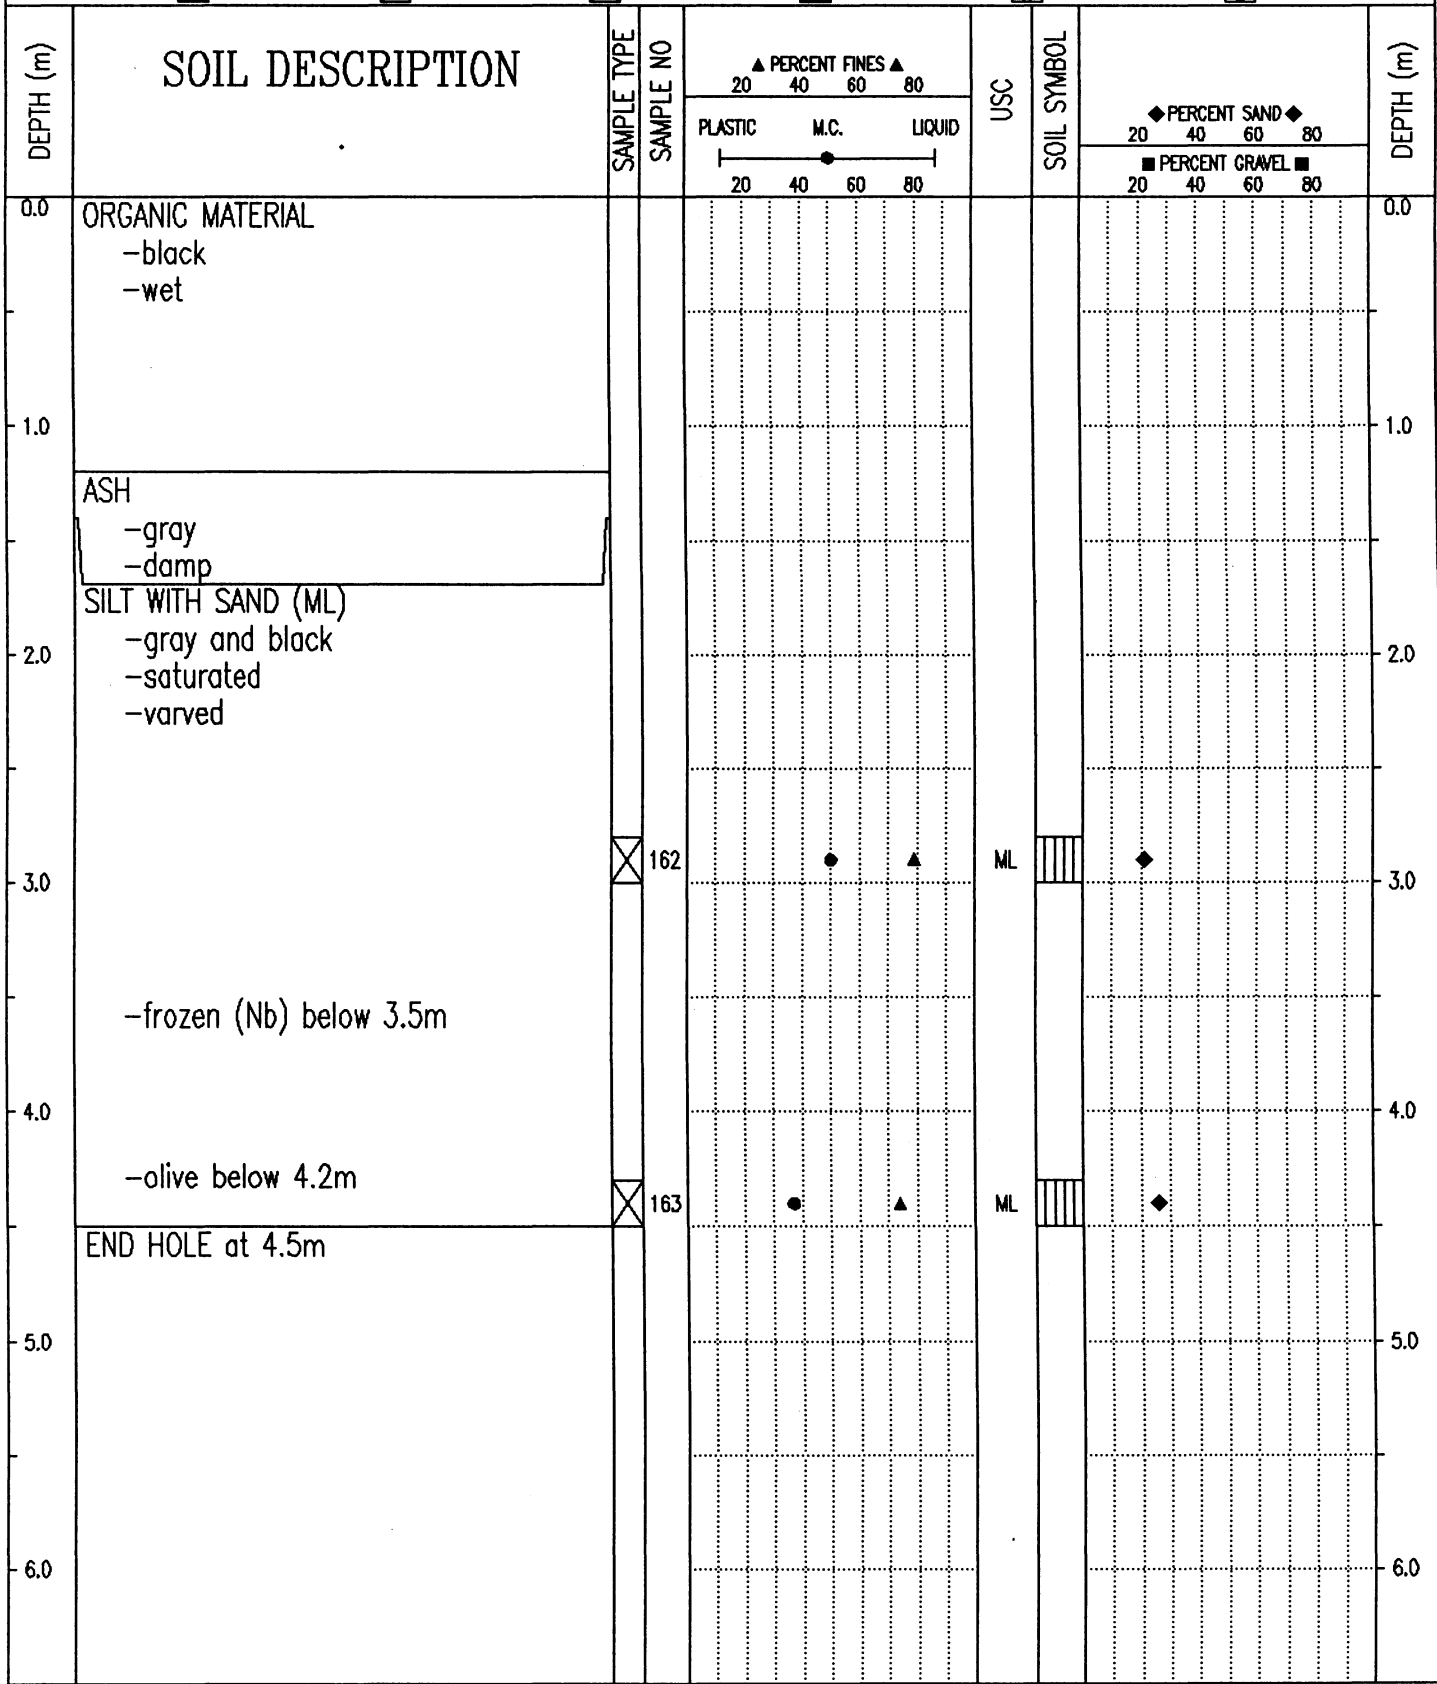 DEPTH (m)
SOIL DESCRIPTION
SAMPLE TYPE
SAMPLE NO
▲ PERCENT FINES ▲
20 40 60 80
PLASTIC M.C. LIQUID
20 40 60 80
USC
SOIL SYMBOL
◆PERCENT SAND◆
20 40 60 80
■PERCENT GRAVEL■
20 40 60 80
DEPTH (m)
0.0 0.0
ORGANIC MATERIAL
-black
-wet
1.0 1.0
ASH
-gray
-damp
SILT WITH SAND (ML)
-gray and black
2.0 2.0
-saturated
-varved
162 ML
3.0 3.0
-frozen (Nb) below 3.5m
4.0 4.0
-olive below 4.2m
163 ML
END HOLE at 4.5m
5.0 5.0
6.0 6.0